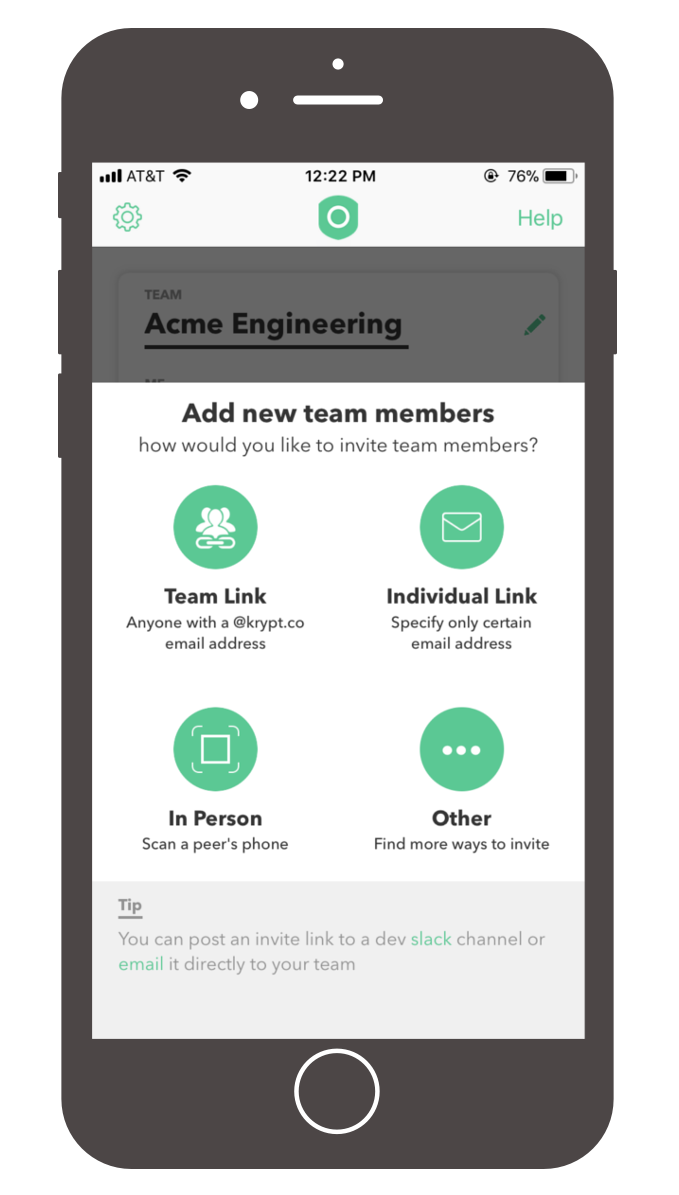 AT&T 12:22 PM 76%
Help
TEAM
Acme Engineering
Add new team members
how would you like to invite team members?
Team Link
Anyone with a @krypt.co
email address
Individual Link
Specify only certain
email address
In Person
Scan a peer's phone
Other
Find more ways to invite
Tip
You can post an invite link to a dev slack channel or
email it directly to your team